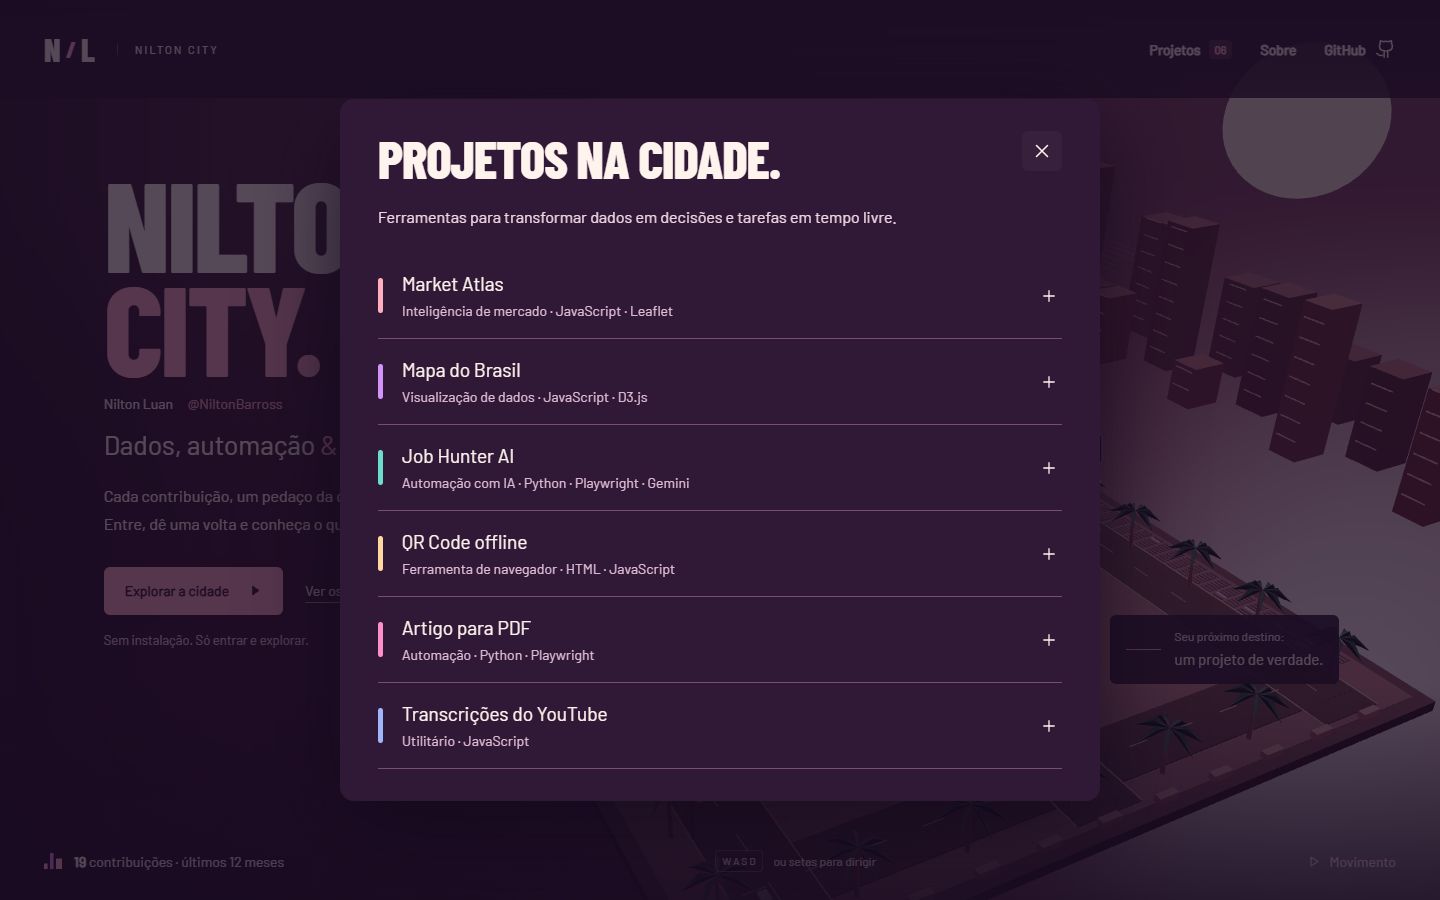 N/L
NILTON CITY
Projetos 06
Sobre
GitHub
NILTO
CITY.
Nilton Luan @NiltonBarross
Dados, automação &
Cada contribuição, um pedaço da
Entre, dê uma volta e conheça o
Explorar a cidade
Ver os
Sem instalação. Só entrar e explorar.
PROJETOS NA CIDADE.
Ferramentas para transformar dados em decisões e tarefas em tempo livre.
Market Atlas
Inteligência de mercado · JavaScript · Leaflet
Mapa do Brasil
Visualização de dados · JavaScript · D3.js
Job Hunter AI
Automação com IA · Python · Playwright · Gemini
QR Code offline
Ferramenta de navegador · HTML · JavaScript
Artigo para PDF
Automação · Python · Playwright
Transcrições do YouTube
Utilitário · JavaScript
Seu próximo destino:
um projeto de verdade.
19 contribuições · últimos 12 meses
WASD ou setas para dirigir
Movimento